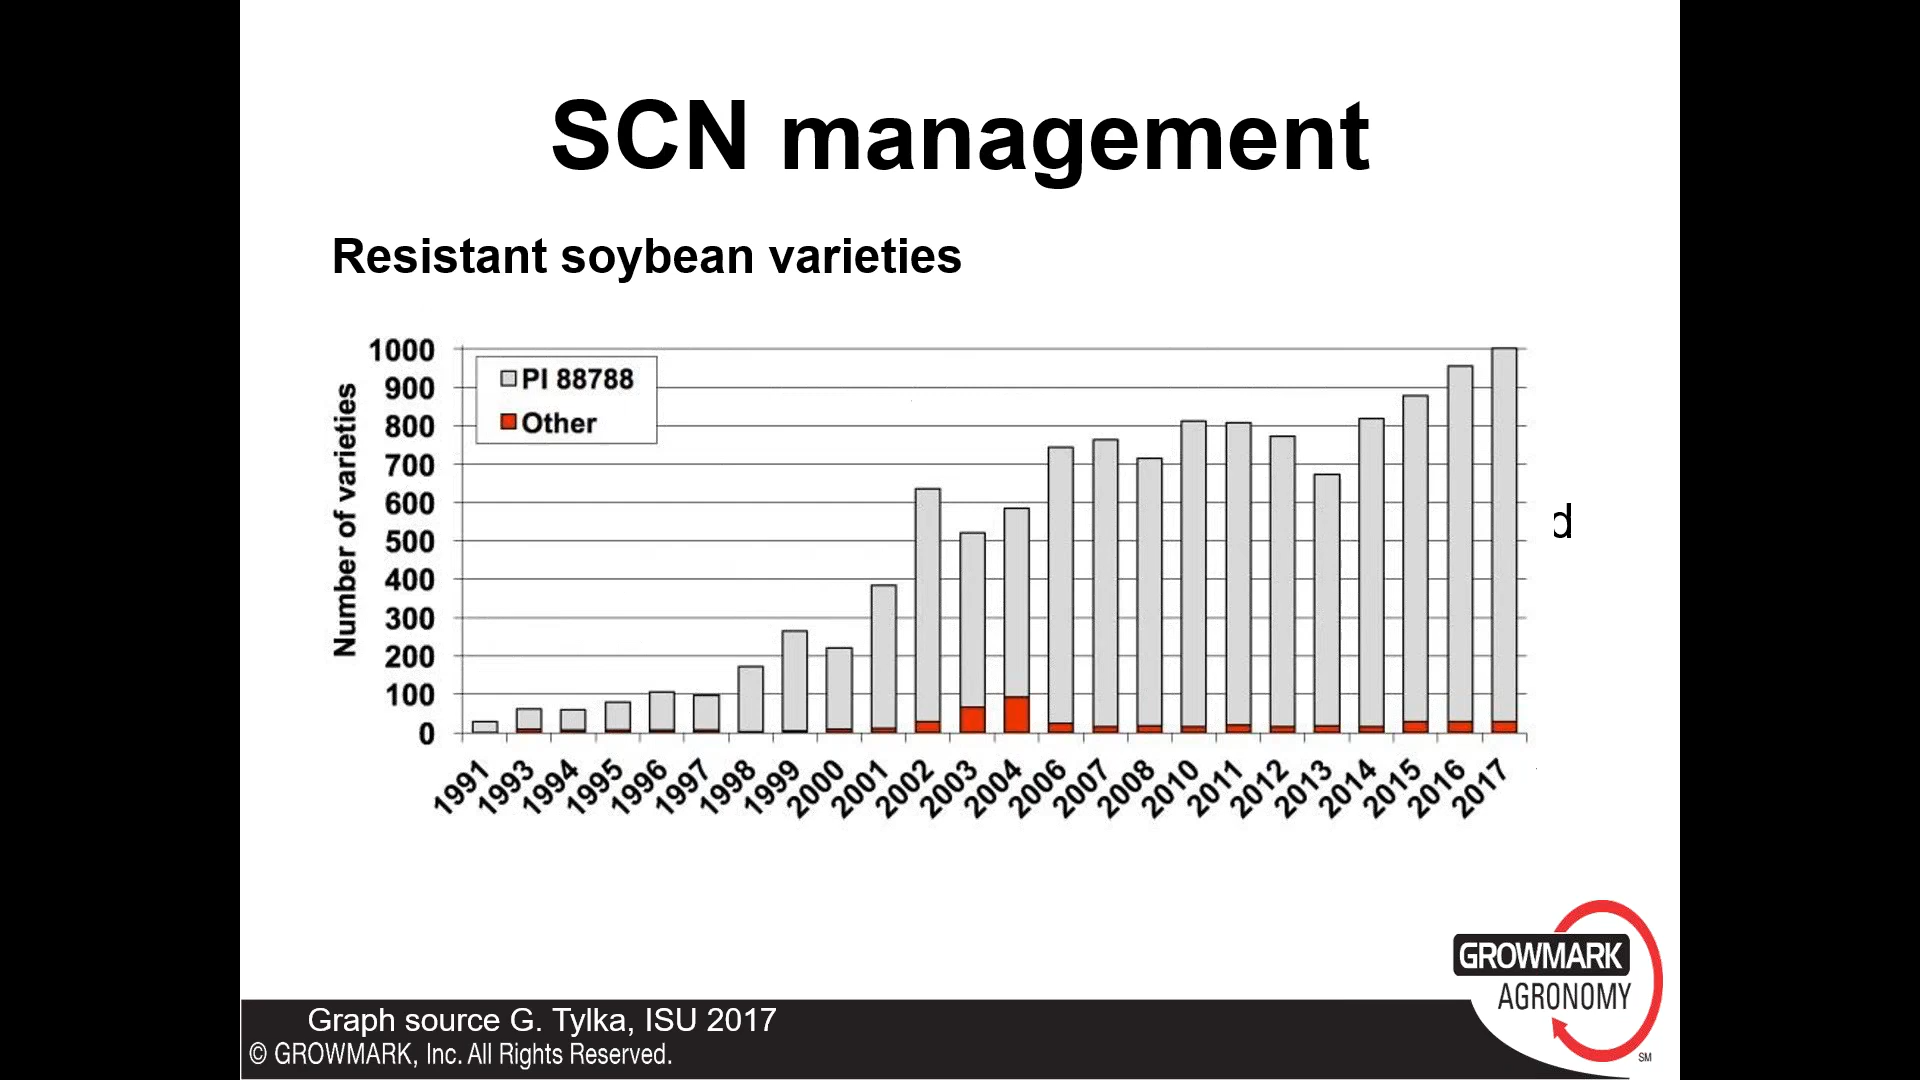 SCN management
Resistant soybean varieties
Number of varieties
1000
900
800
700
600
500
400
300
200
100
0
PI 88788
Other
d
1991 1993 1994 1995 1996 1997 1998 1999 2000 2001 2002 2003 2004 2006 2007 2008 2010 2011 2012 2013 2014 2015 2016 2017
GROWMARK
AGRONOMY
SM
Graph source G. Tylka, ISU 2017
© GROWMARK, Inc. All Rights Reserved.